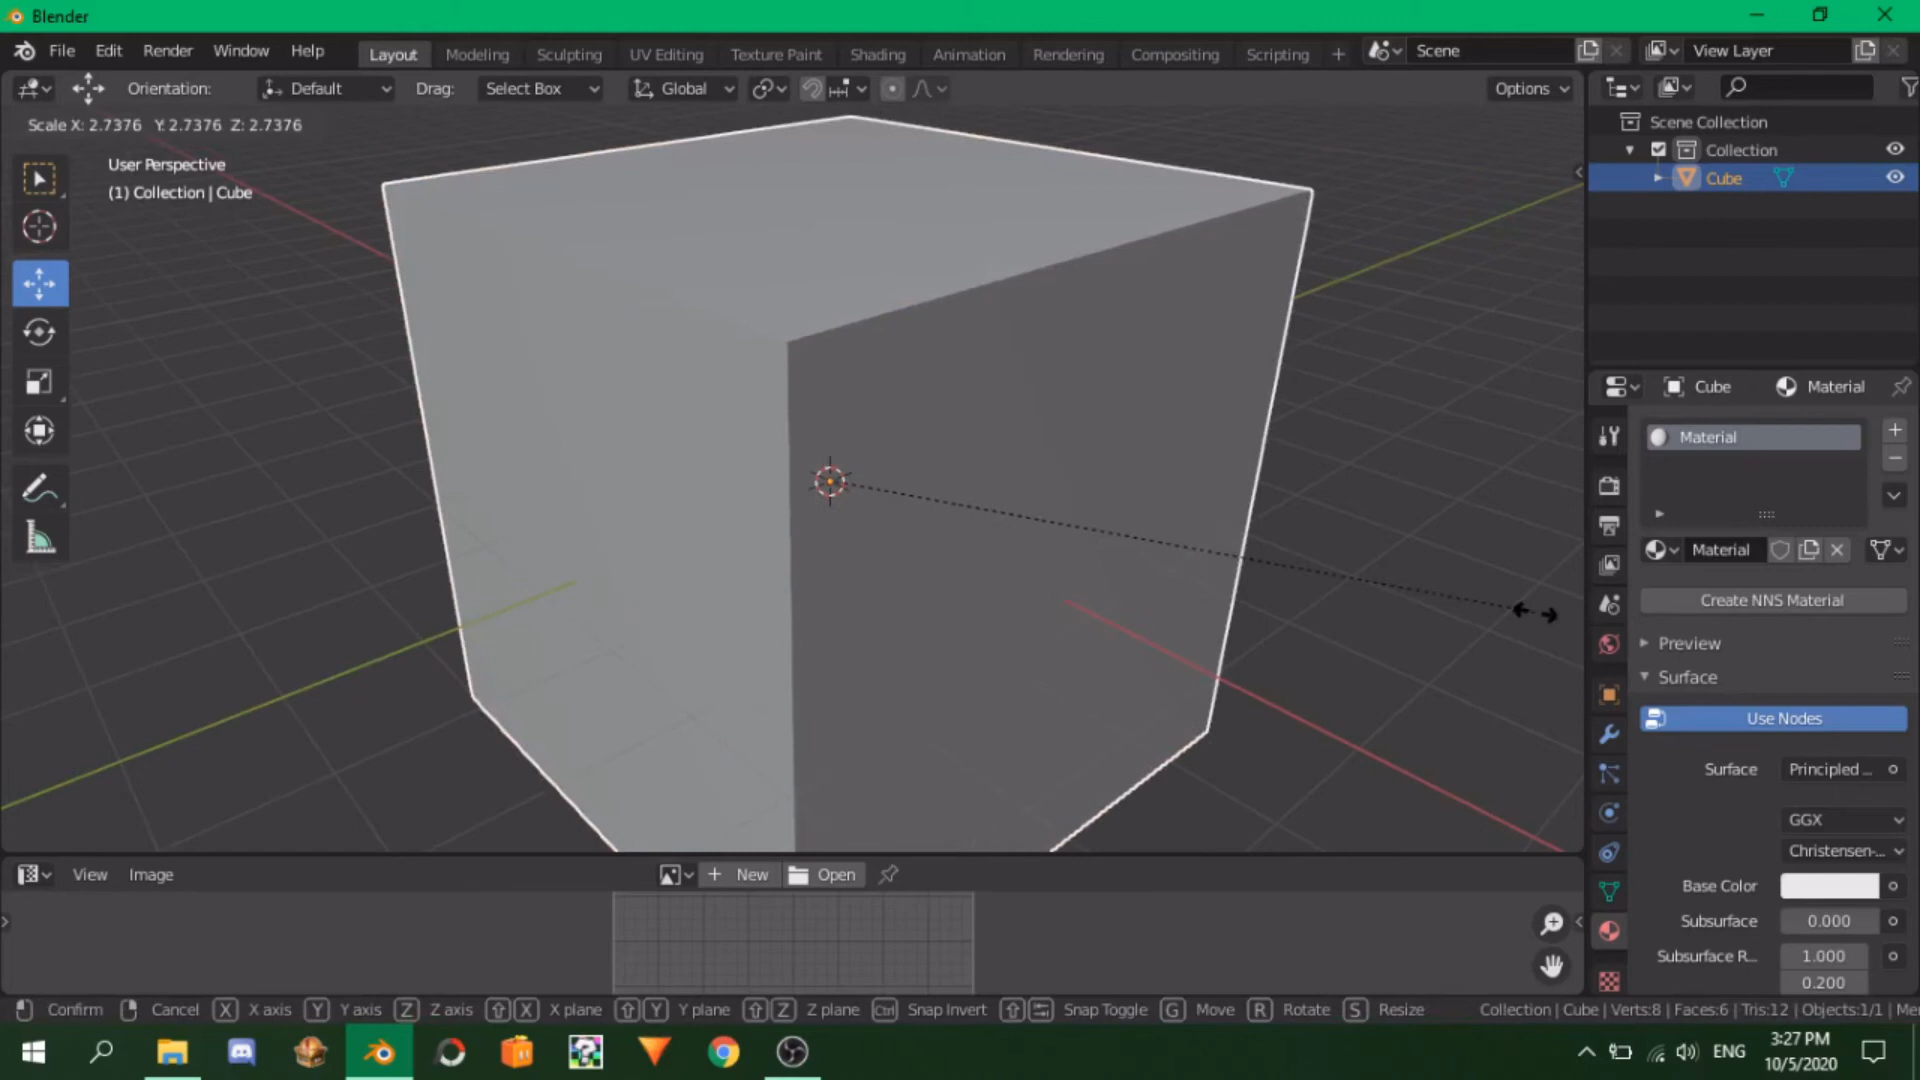 Blender
File Edit Render Window Help Layout Modeling Sculpting UV Editing Texture Paint Shading Animation Rendering Compositing Scripting + Scene View Layer
Orientation: Default Drag: Select Box Global Options
Scale X: 2.7376 Y: 2.7376 Z: 2.7376
User Perspective
(1) Collection | Cube
Scene Collection
Collection
Cube
Cube Material
Material
Material
Create NNS Material
Preview
Surface
Use Nodes
Surface Principled ...
GGX
Christensen-...
Base Color
Subsurface 0.000
Subsurface R... 1.000
0.200
View Image + New Open
Confirm Cancel X X axis Y Y axis Z Z axis X X plane Y Y plane Z Z plane Ctrl Snap Invert Snap Toggle G Move R Rotate S Resize Collection | Cube | Verts:8 | Faces:6 | Tris:12 | Objects:1/1 | Me
ENG
3:27 PM
10/5/2020